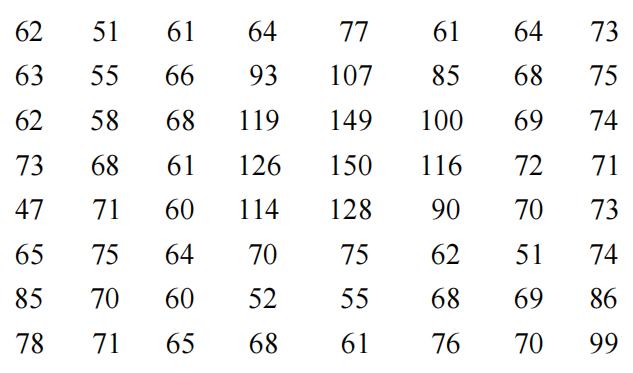 62 51 61 64 77 61 64 73
63 55 66 93 107 85 68 75
62 58 68 119 149 100 69 74
73 68 61 126 150 116 72 71
47 71 60 114 128 90 70 73
65 75 64 70 75 62 51 74
85 70 60 52 55 68 69 86
78 71 65 68 61 76 70 99